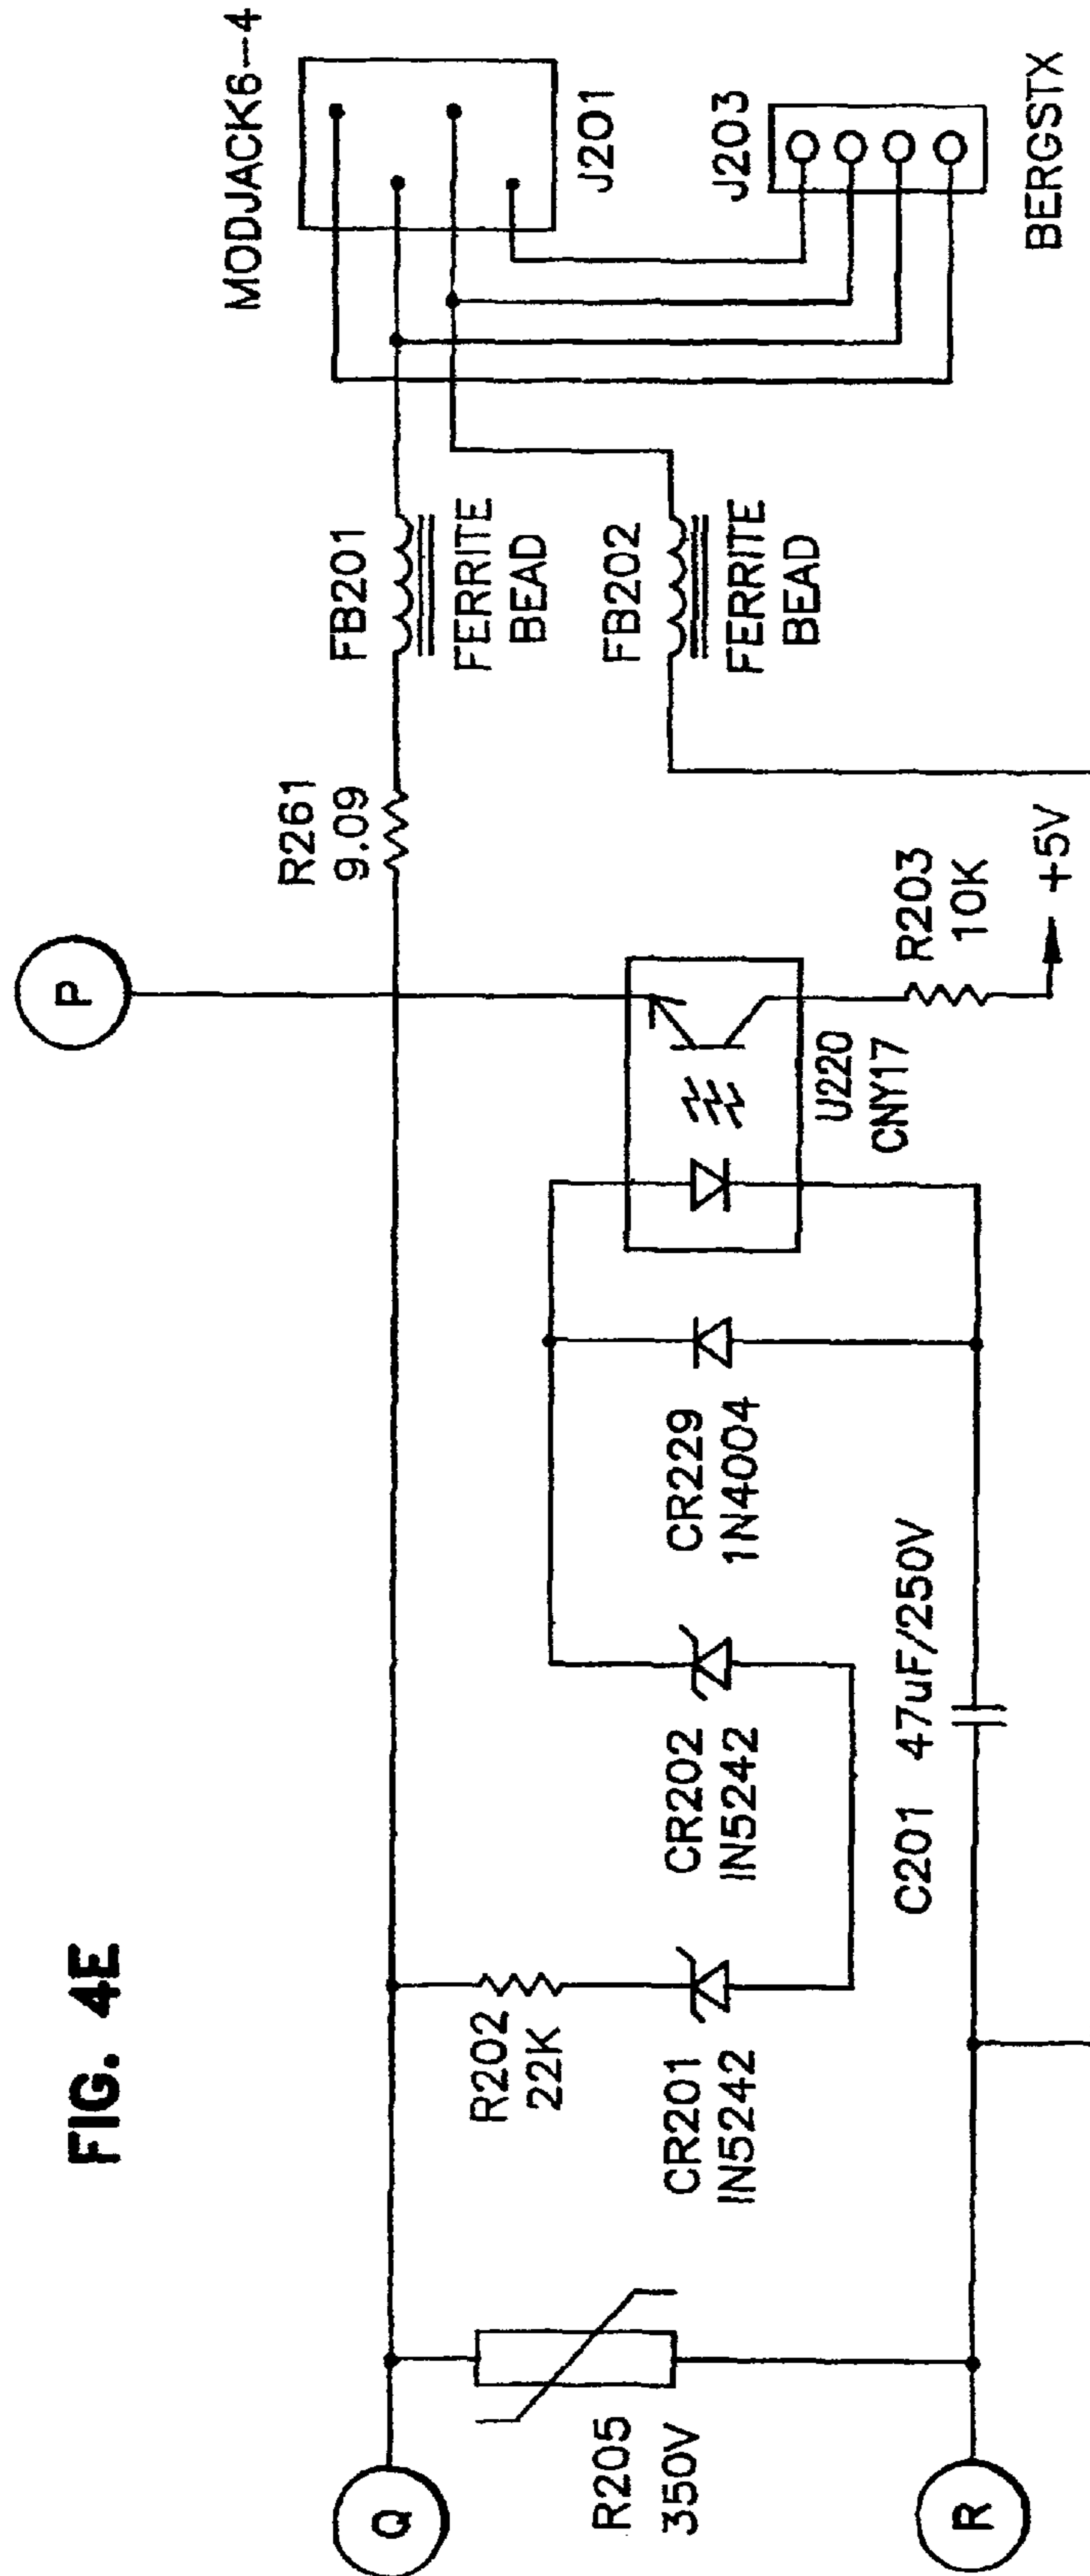 FIG. 4E
Q
R205
350V
R
R202
22K
CR201
IN5242
CR202
IN5242
C201 47uF/250V
CR229
1N4004
P
U220
CNY17
R203
10K
+5V
R261
9.09
FB201
FERRITE
BEAD
FB202
FERRITE
BEAD
MODJACK6--4
J201
J203
BERGSTX